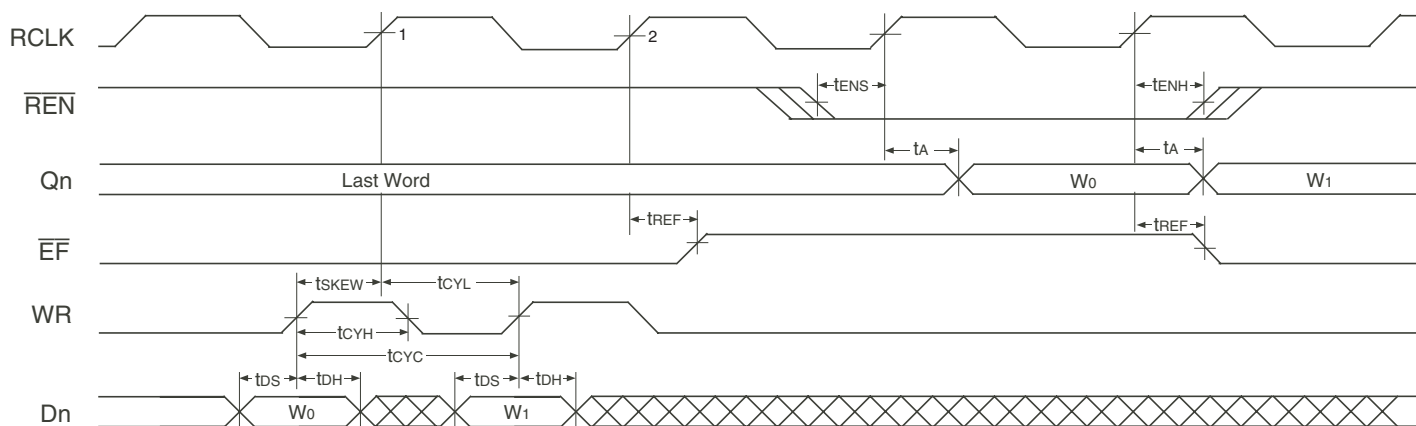 RCLK 1 2
REN tENS tENH
tA tA
Qn Last Word W0 W1
tREF tREF
EF
tSKEW tCYL
WR
tCYH
tCYC
tDS tDH tDS tDH
Dn W0 W1